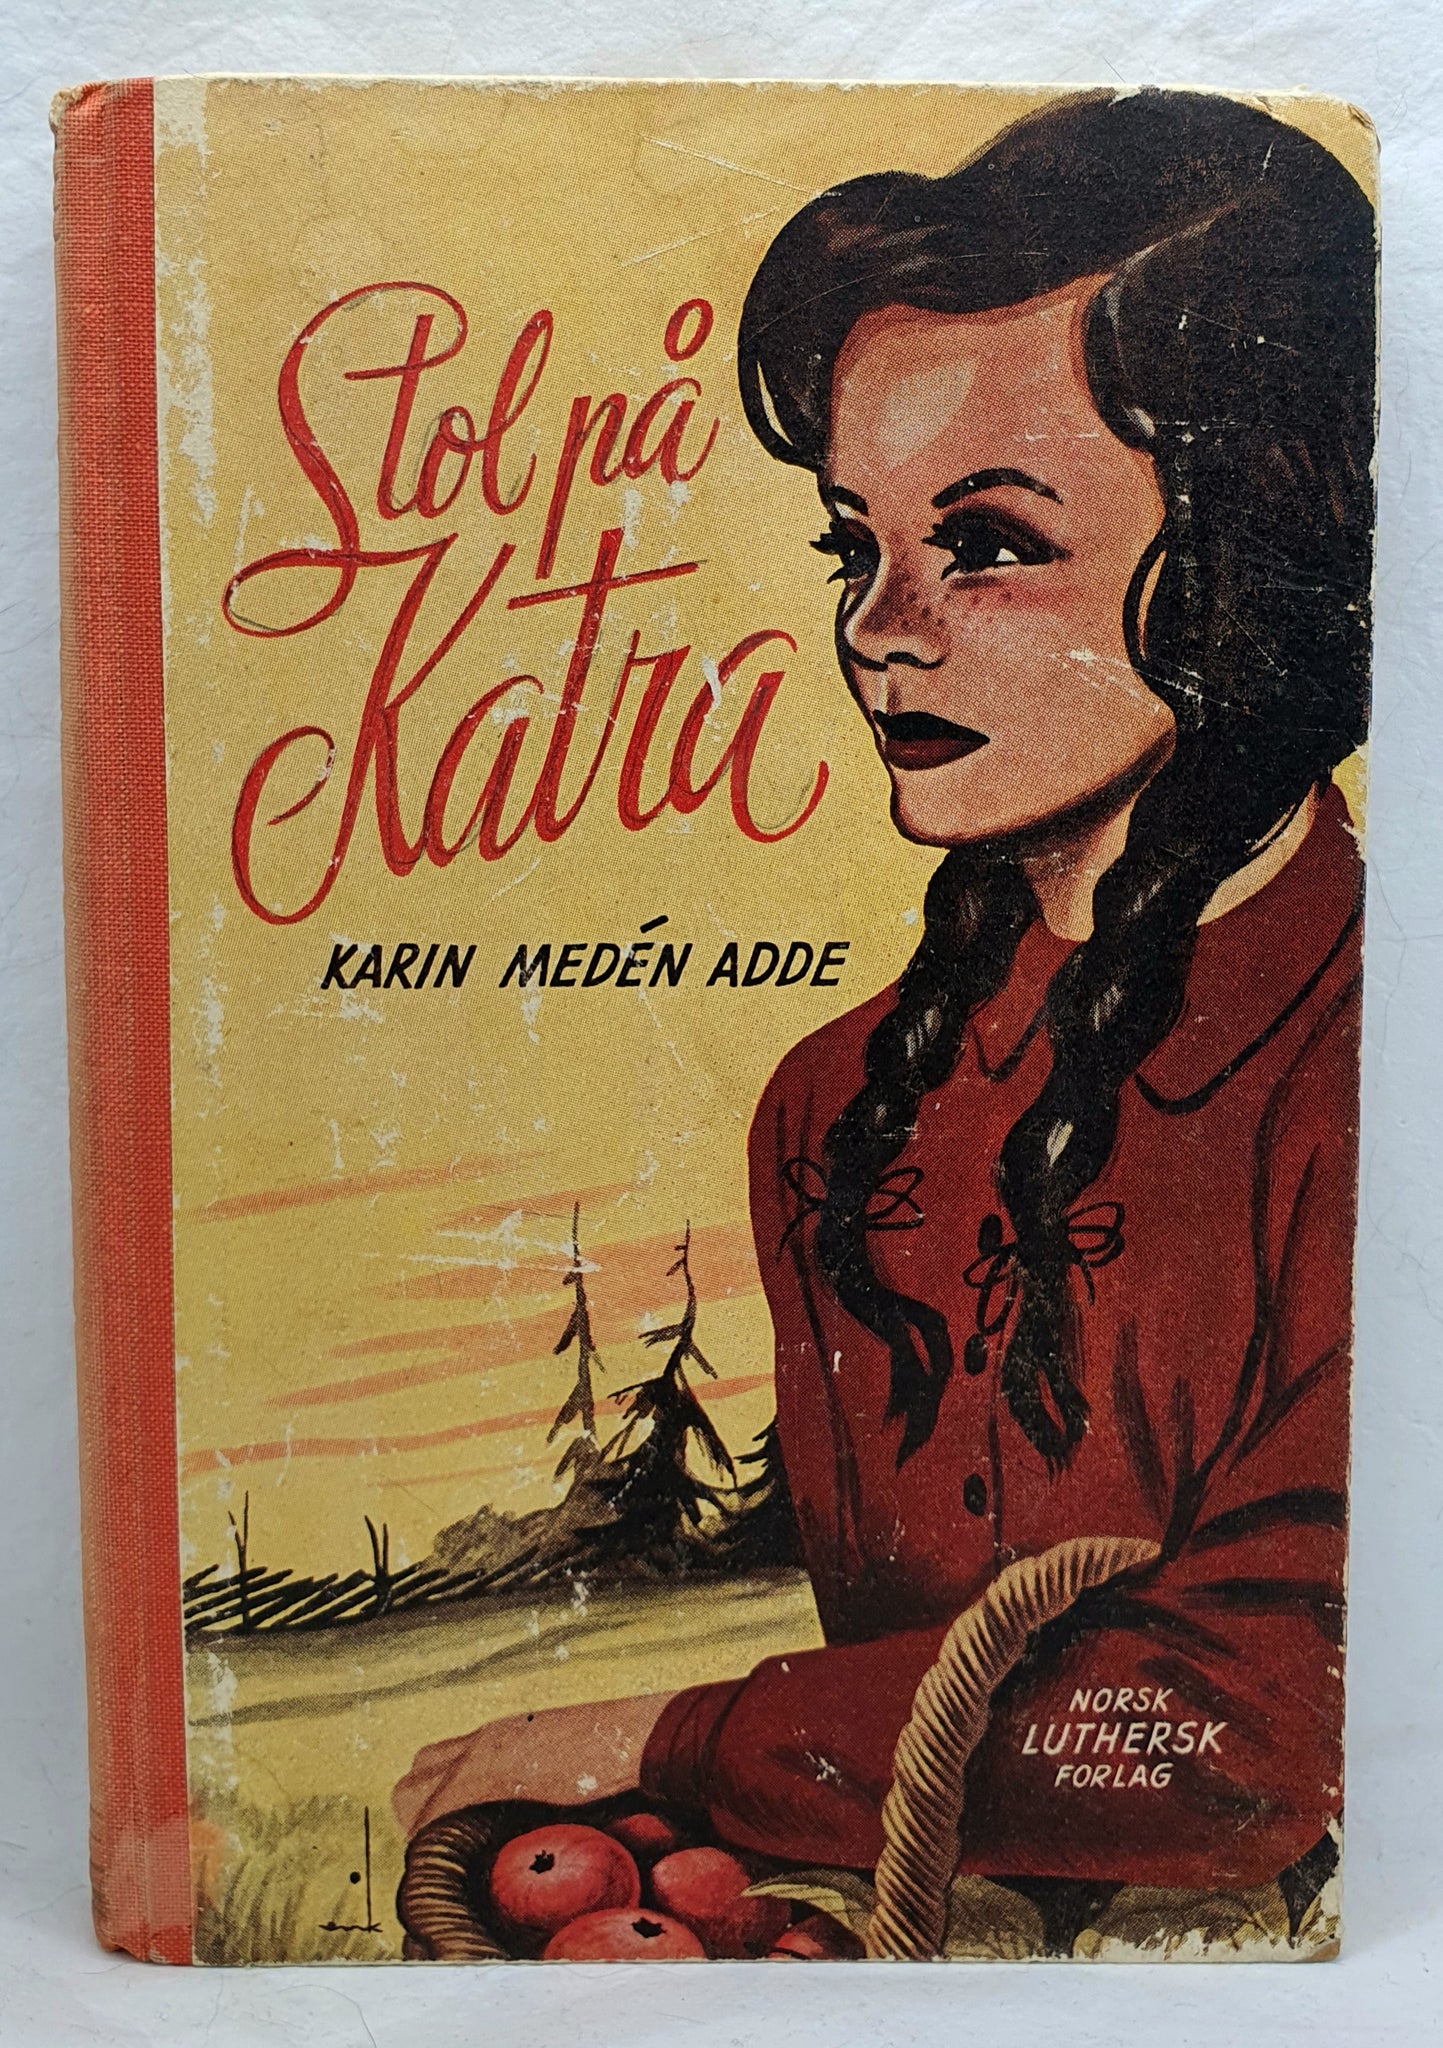 Stol på
Katra
KARIN MEDÉN ADDE
NORSK
LUTHERSK
FORLAG